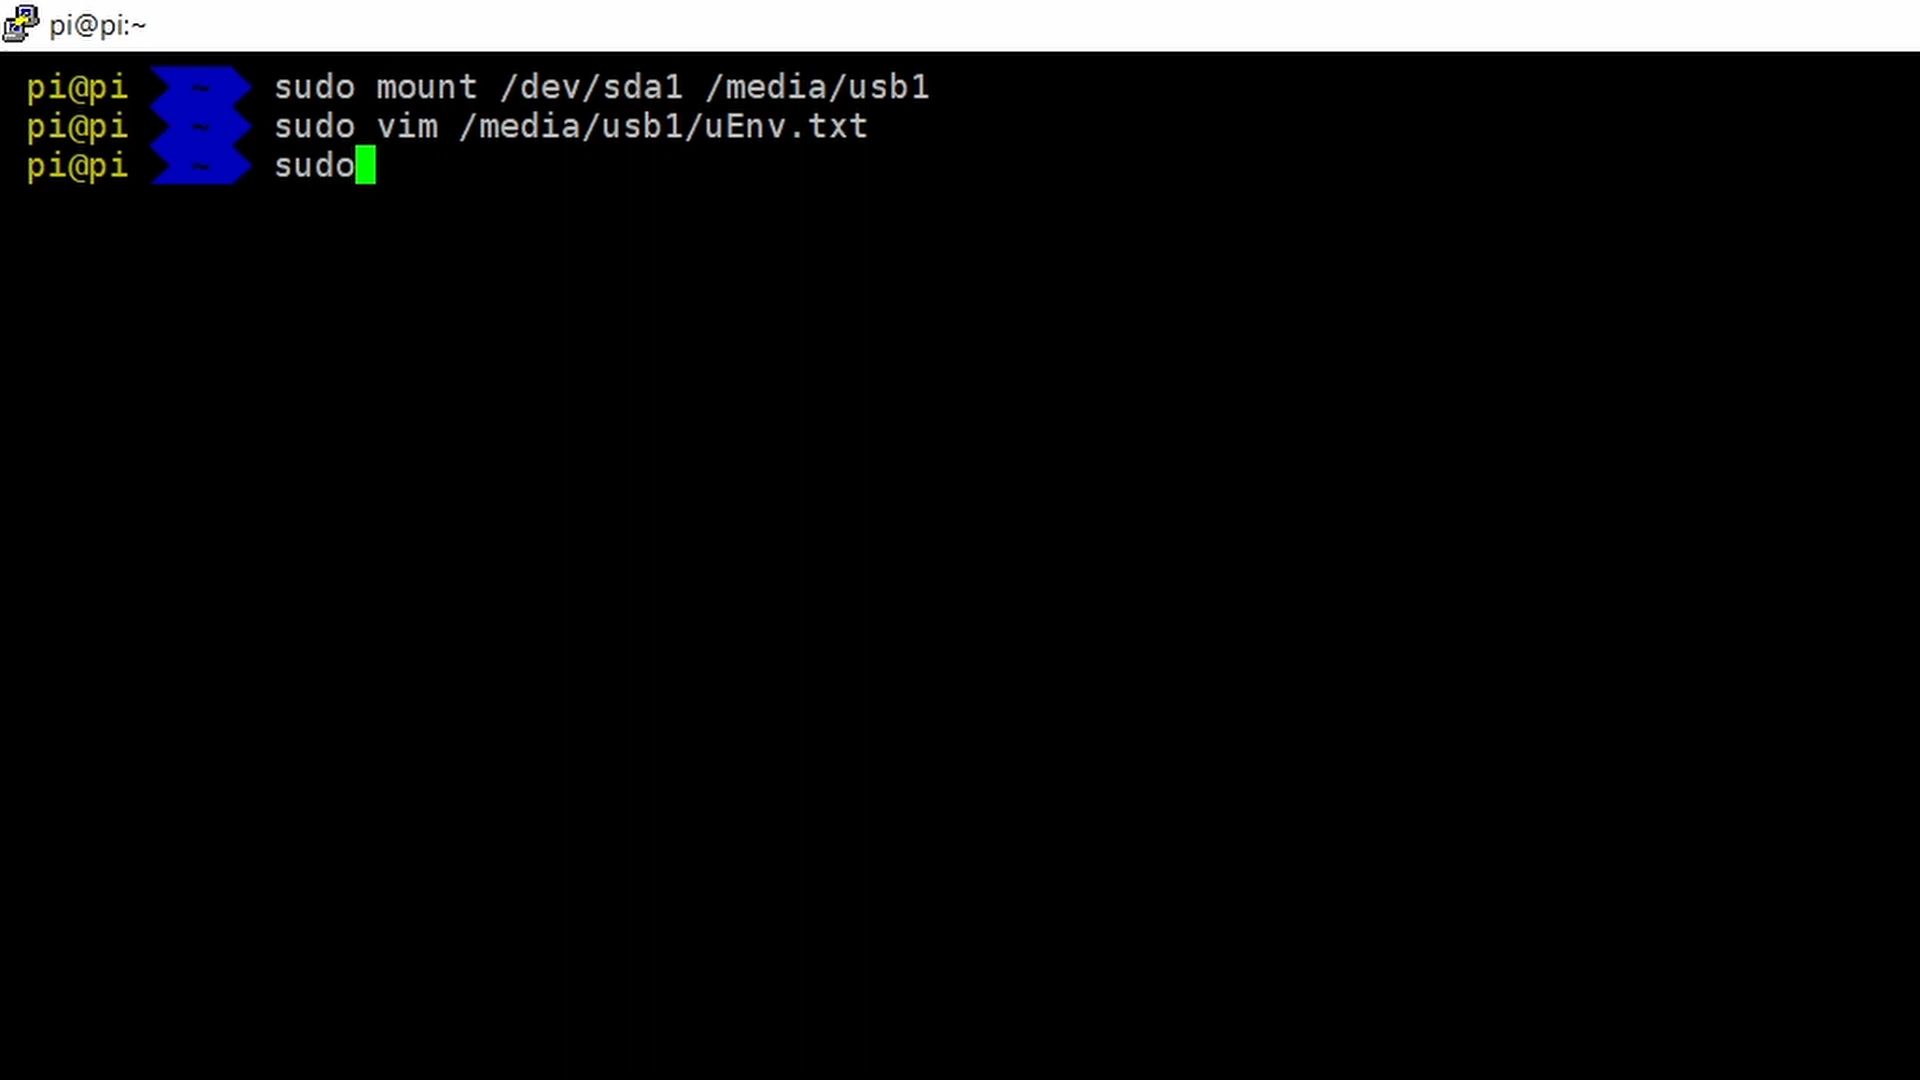 pi@pi:~
pi@pi ~ sudo mount /dev/sda1 /media/usb1
pi@pi ~ sudo vim /media/usb1/uEnv.txt
pi@pi ~ sudo